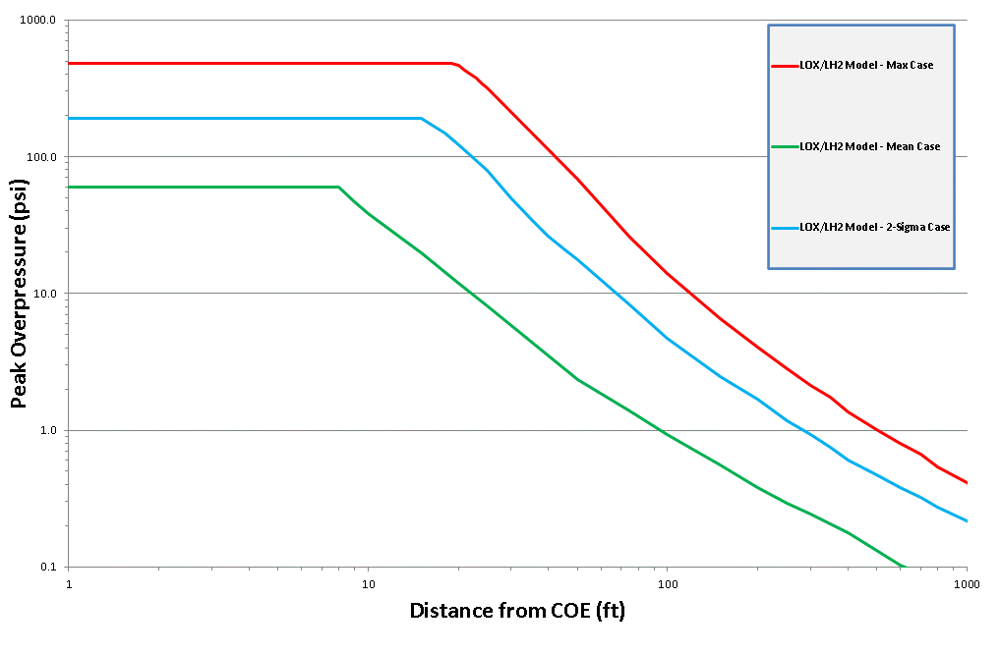 1000.0
100.0
10.0
1.0
0.1
Peak Overpressure (psi)
1
10
100
1000
Distance from COE (ft)
LOX/LH2 Model - Max Case
LOX/LH2 Model - Mean Case
LOX/LH2 Model - 2-Sigma Case